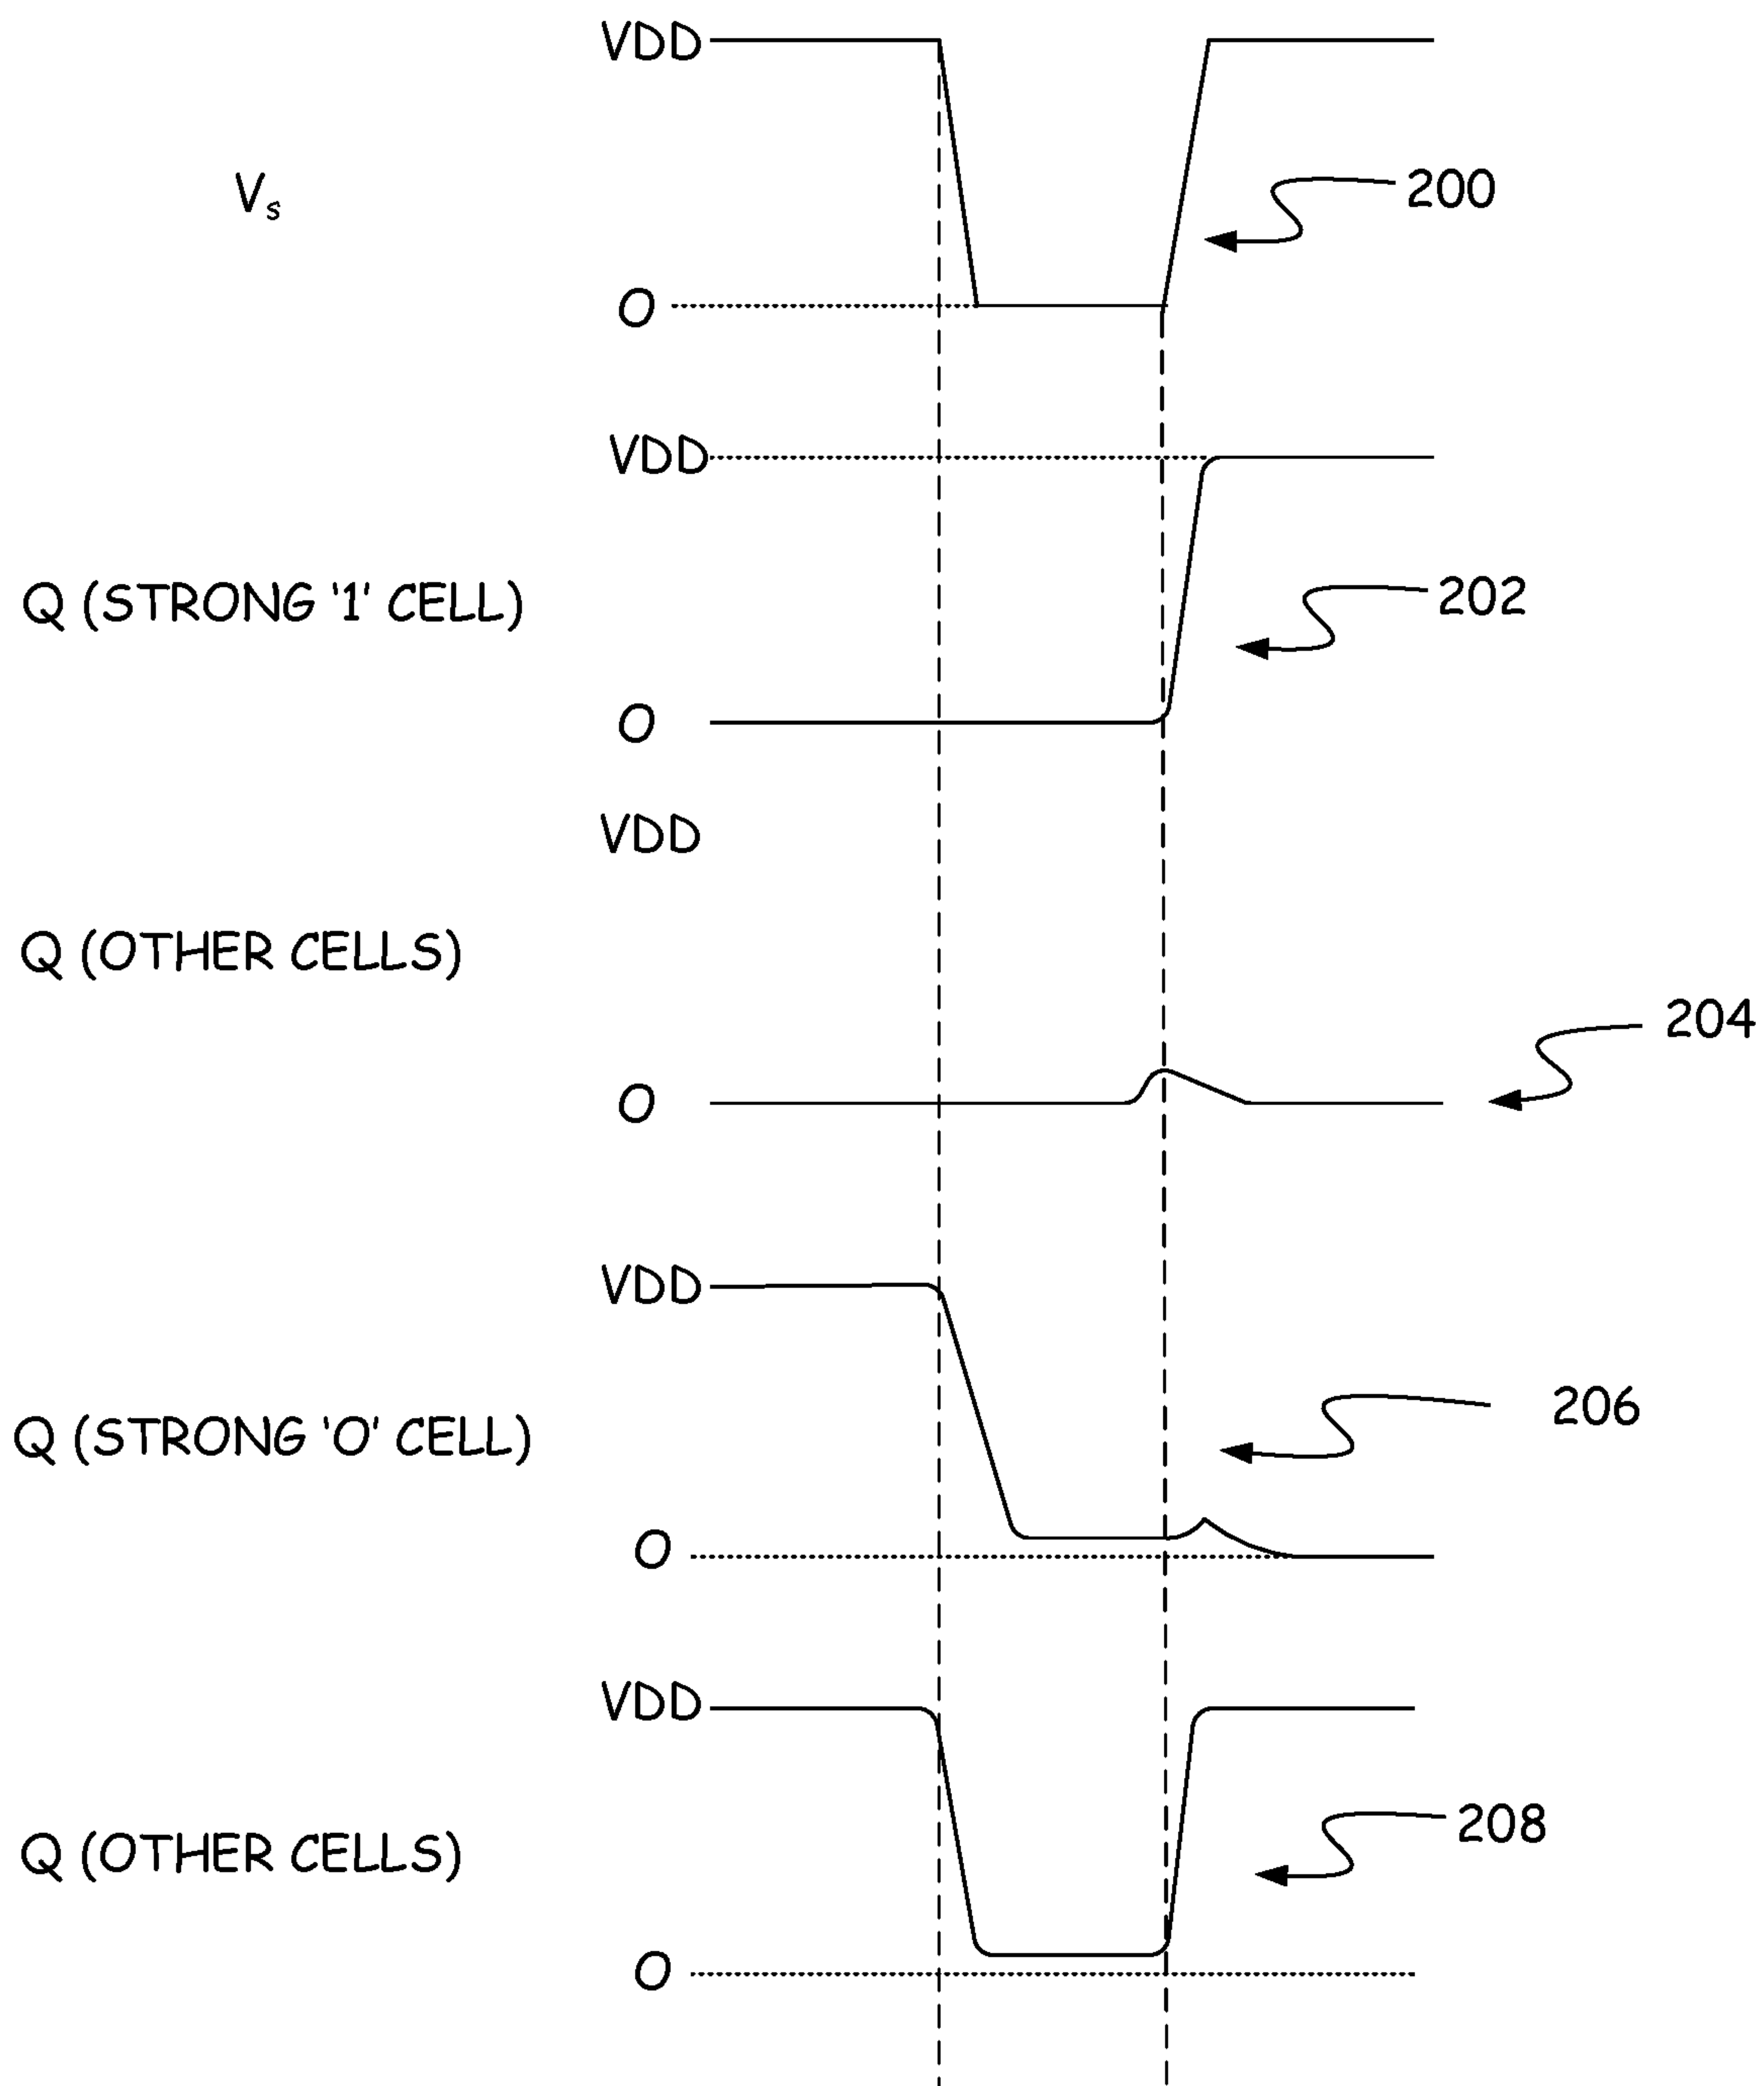 VDD
Vs
200
O
VDD
Q (STRONG '1' CELL)
202
O
VDD
Q (OTHER CELLS)
204
O
VDD
Q (STRONG 'O' CELL)
206
O
VDD
Q (OTHER CELLS)
208
O